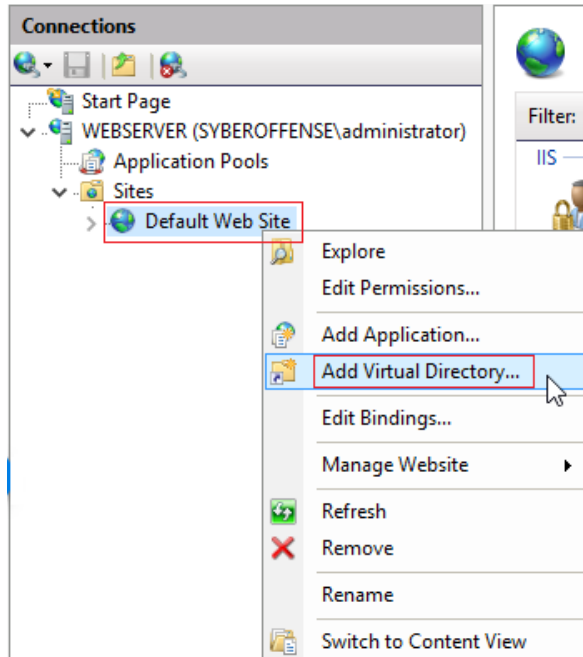 Connections
Start Page
WEBSERVER (SYBEROFFENSE\administrator)
Application Pools
Sites
Default Web Site
Filter:
IIS
Explore
Edit Permissions...
Add Application...
Add Virtual Directory...
Edit Bindings...
Manage Website
Refresh
Remove
Rename
Switch to Content View